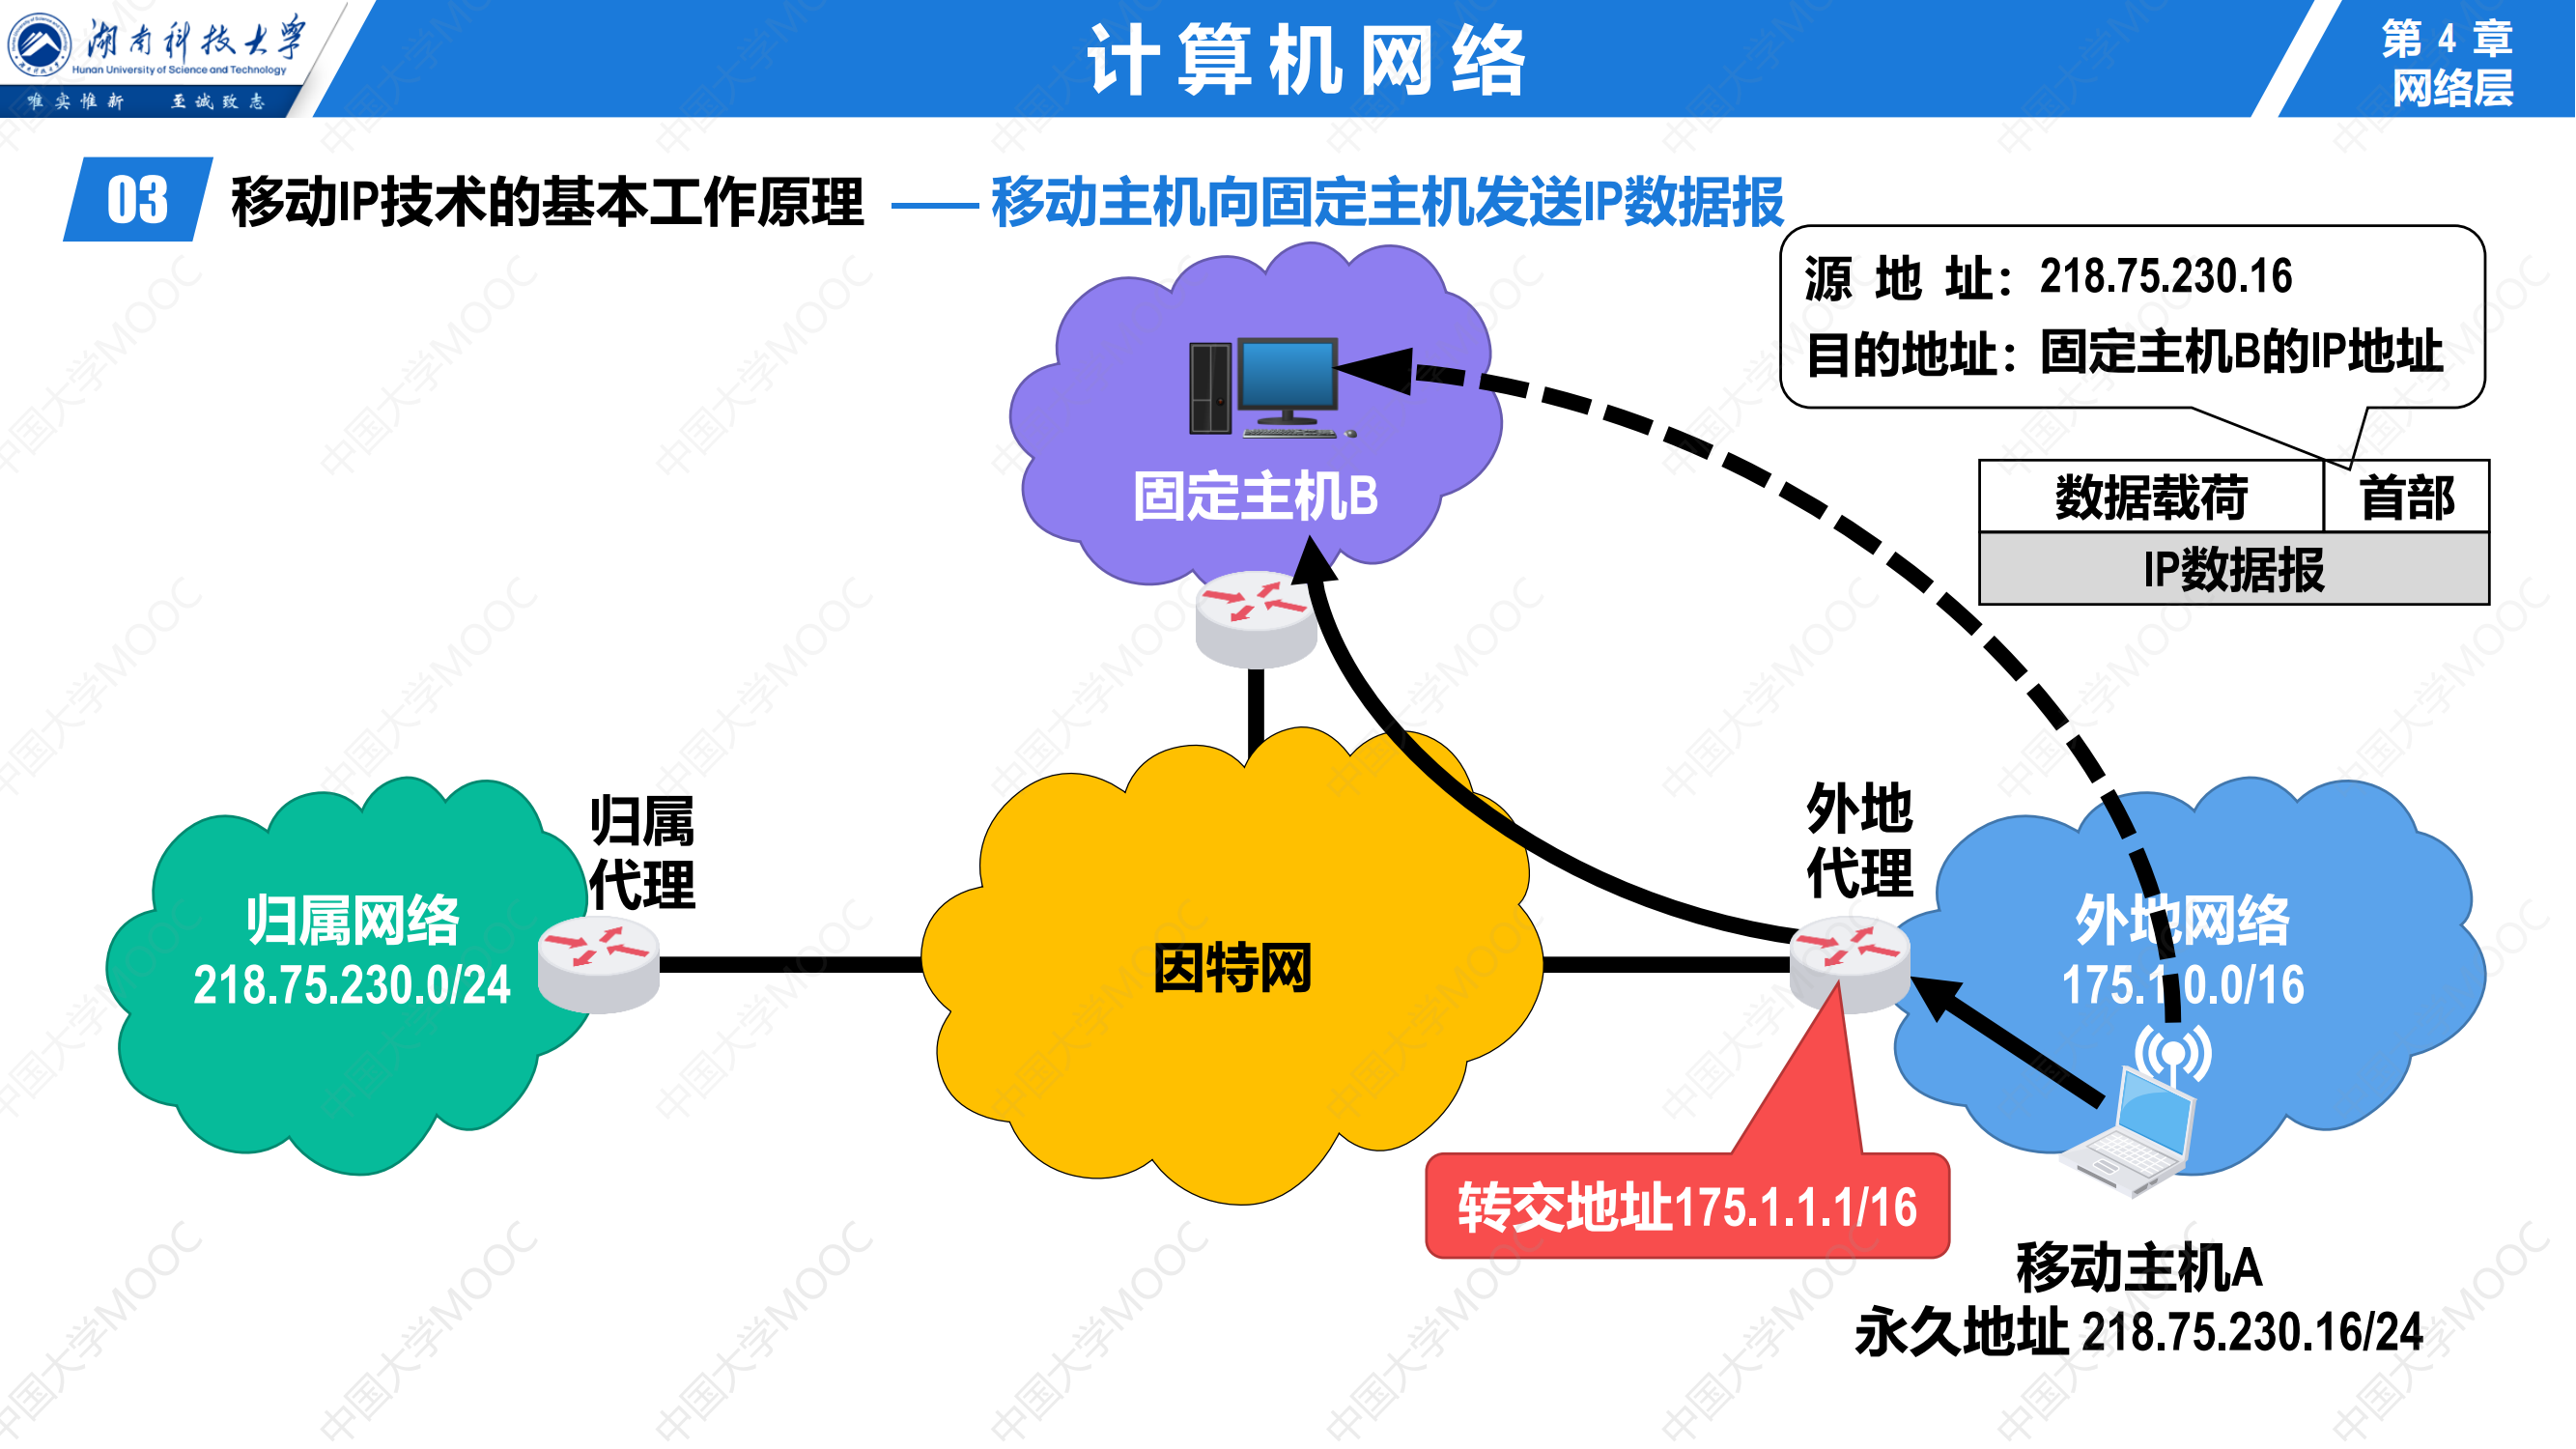 湖南科技大学
Hunan University of Science and Technology
唯实惟新 至诚致志
计算机网络
第 4 章
网络层
03 移动IP技术的基本工作原理 —— 移动主机向固定主机发送IP数据报
源 地 址：218.75.230.16
目的地址：固定主机B的IP地址
数据载荷 首部
IP数据报
固定主机B
归属
代理
归属网络
218.75.230.0/24
因特网
外地
代理
外地网络
175.1.0.0/16
转交地址175.1.1.1/16
移动主机A
永久地址 218.75.230.16/24
中国大学MOOC